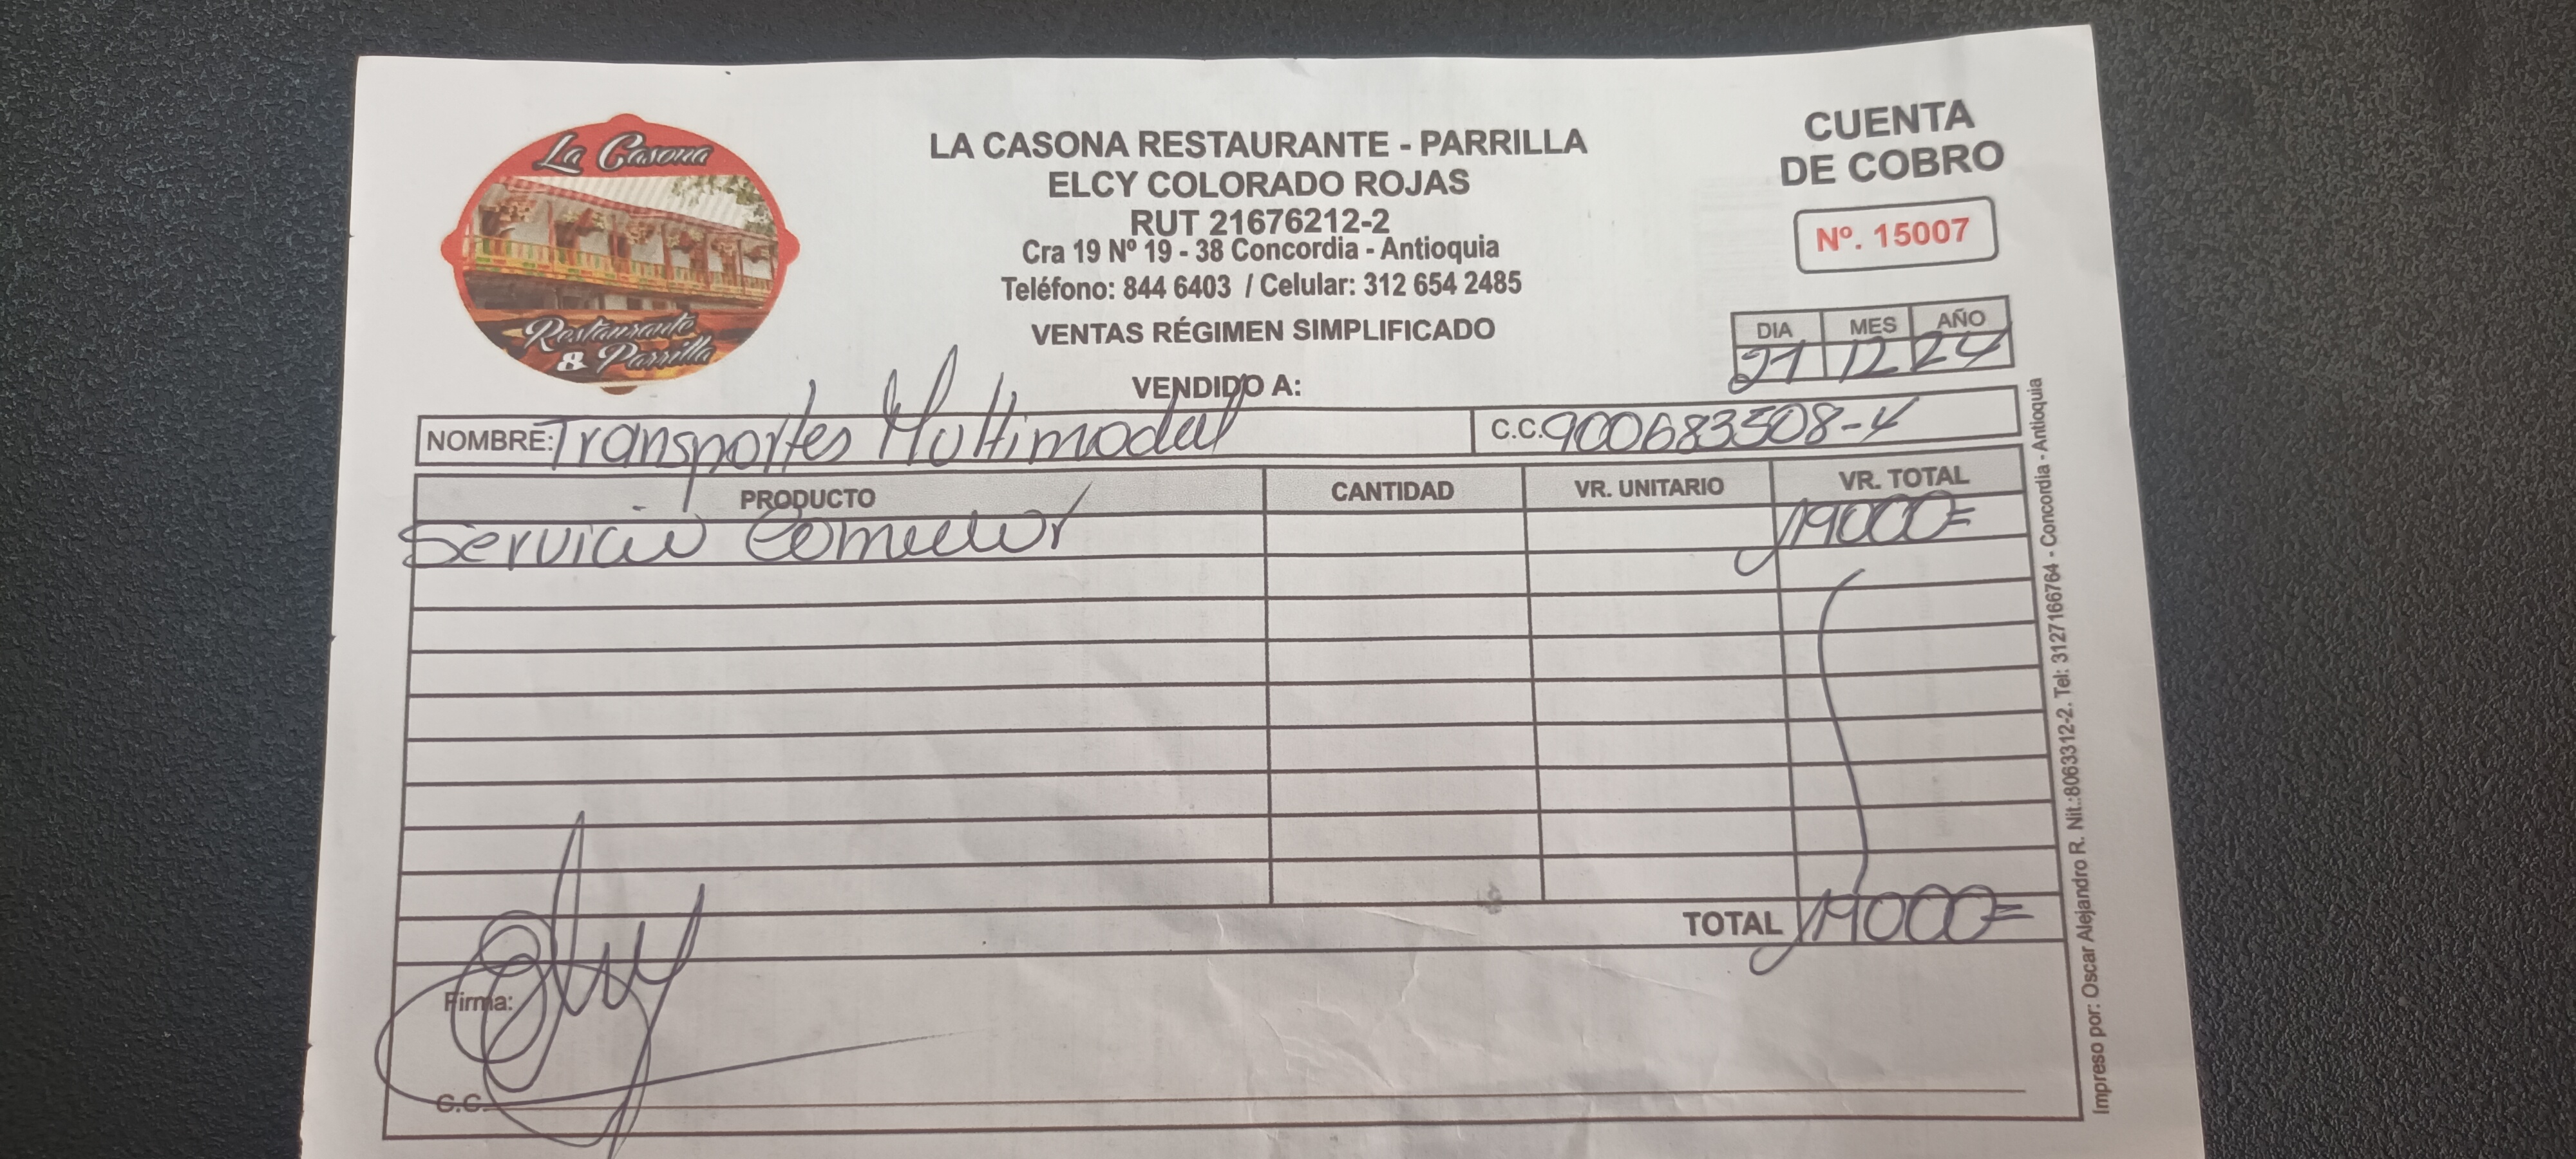 La Casona
Restaurante
& Parrilla
LA CASONA RESTAURANTE - PARRILLA
ELCY COLORADO ROJAS
RUT 21676212-2
Cra 19 Nº 19 - 38 Concordia - Antioquia
Teléfono: 844 6403 / Celular: 312 654 2485
VENTAS RÉGIMEN SIMPLIFICADO
CUENTA
DE COBRO
Nº. 15007
DIA MES AÑO
12 24
VENDIDO A:
NOMBRE: Transportes Multimodal C.C. 900683508-4
PRODUCTO CANTIDAD VR. UNITARIO VR. TOTAL
Servicio Comedor 19000=
TOTAL 19000=
Firma:
C.C.
Impreso por: Oscar Alejandro R. Nit.:8063312-2. Tel: 3127166764 - Concordia - Antioquia